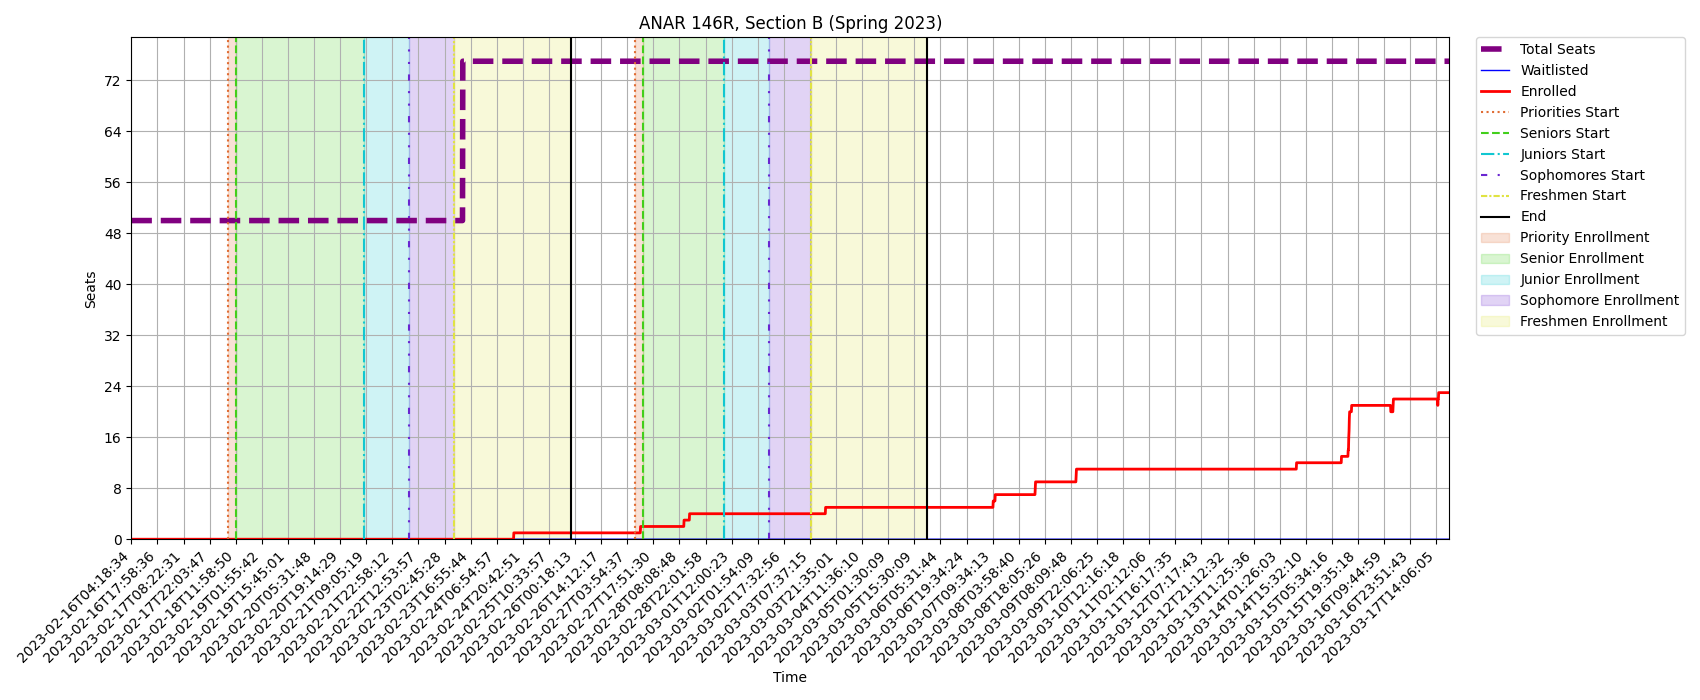 ANAR 146R, Section B (Spring 2023)
Total Seats
Waitlisted
Enrolled
Priorities Start
Seniors Start
Juniors Start
Sophomores Start
Freshmen Start
End
Priority Enrollment
Senior Enrollment
Junior Enrollment
Sophomore Enrollment
Freshmen Enrollment
Seats
72
64
56
48
40
32
24
16
8
0
2023-02-16T04:18:34
2023-02-16T17:58:36
2023-02-17T08:22:31
2023-02-17T22:03:47
2023-02-18T11:58:50
2023-02-19T01:55:42
2023-02-19T15:45:01
2023-02-20T05:31:48
2023-02-20T19:14:29
2023-02-21T09:05:19
2023-02-21T22:58:12
2023-02-22T12:53:57
2023-02-23T02:45:28
2023-02-23T16:55:44
2023-02-24T06:54:57
2023-02-24T20:42:51
2023-02-25T10:33:57
2023-02-26T00:18:13
2023-02-26T14:12:17
2023-02-27T03:54:37
2023-02-27T17:51:30
2023-02-28T08:08:48
2023-02-28T22:01:58
2023-03-01T12:00:23
2023-03-02T01:54:09
2023-03-02T17:32:56
2023-03-03T07:37:15
2023-03-03T21:35:01
2023-03-04T11:36:10
2023-03-05T01:30:09
2023-03-05T15:30:09
2023-03-06T05:31:44
2023-03-06T19:34:24
2023-03-07T09:34:13
2023-03-08T03:58:40
2023-03-08T18:05:26
2023-03-09T08:09:48
2023-03-09T22:06:25
2023-03-10T12:16:18
2023-03-11T02:12:06
2023-03-11T16:17:35
2023-03-12T07:17:43
2023-03-12T21:12:32
2023-03-13T11:25:36
2023-03-14T01:26:03
2023-03-14T15:32:10
2023-03-15T05:34:16
2023-03-15T19:35:18
2023-03-16T09:44:59
2023-03-16T23:51:43
2023-03-17T14:06:05
Time